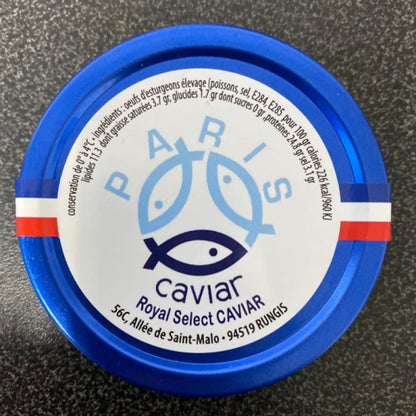 conservation de 0° à 4°C • ingrédients : oeufs d'esturgeons élevage (poissons, sel, E284, E285, pour 100 gr calories 226 kcal/960 KJ
lipides 11.3 dont graisse saturées 3.7 gr, glucides 1.7 gr dont sucres 0 gr, protéines 24.8 gr sel 3.1 gr
PARIS
caviar
Royal Select CAVIAR
56C, Allée de Saint-Malo • 94519 RUNGIS